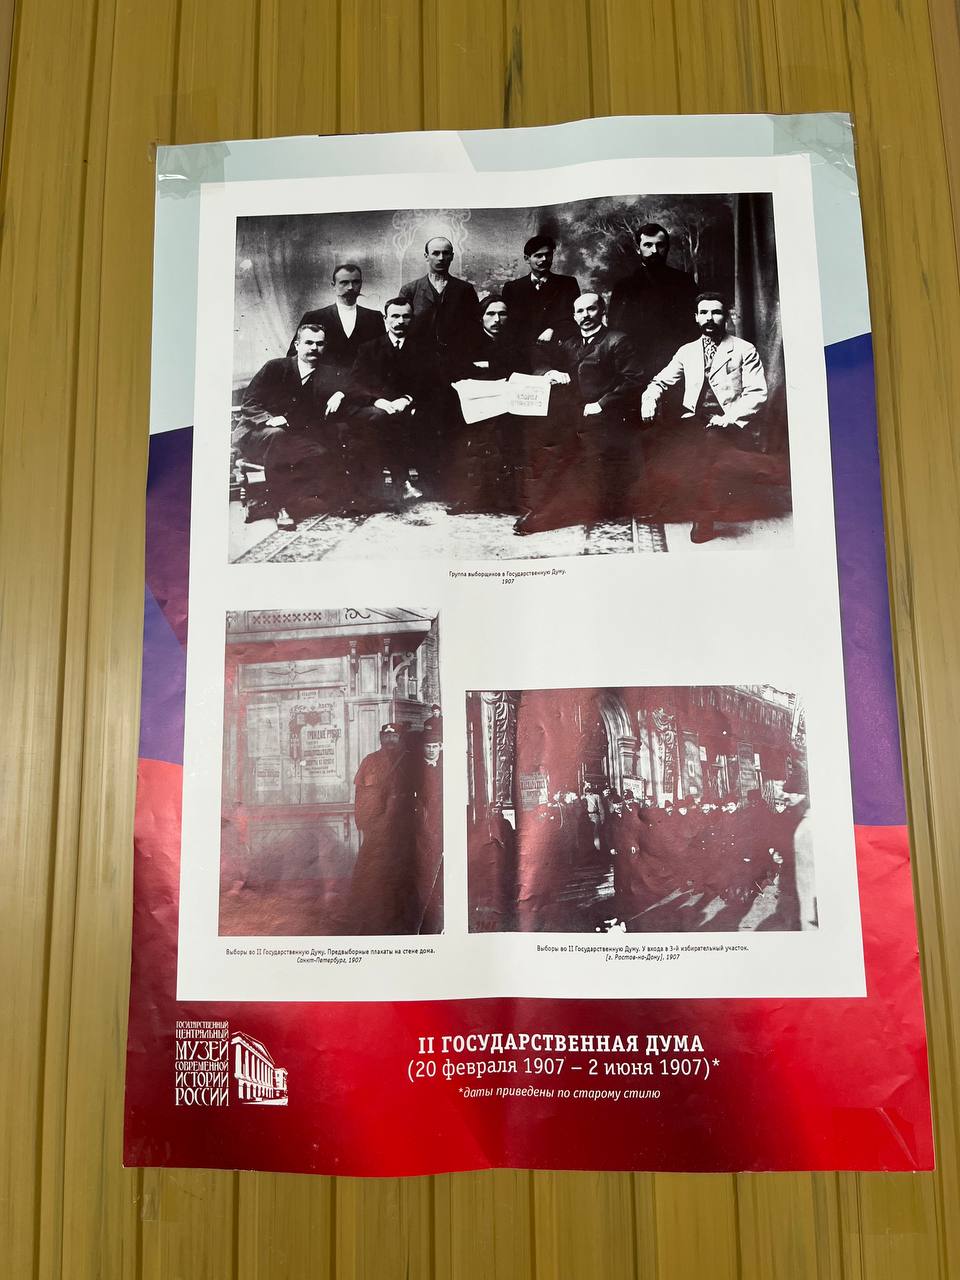 Группа выборщиков в Государственную Думу.
1907
Выборы во II Государственную Думу. Предвыборные плакаты на стене дома.
Санкт-Петербург, 1907
Выборы во II Государственную Думу. У входа в 3-й избирательный участок.
[г. Ростов-на-Дону], 1907
ГОСУДАРСТВЕННЫЙ
ЦЕНТРАЛЬНЫЙ
МУЗЕЙ
СОВРЕМЕННОЙ
ИСТОРИИ
РОССИИ
II ГОСУДАРСТВЕННАЯ ДУМА
(20 февраля 1907 – 2 июня 1907)*
*даты приведены по старому стилю